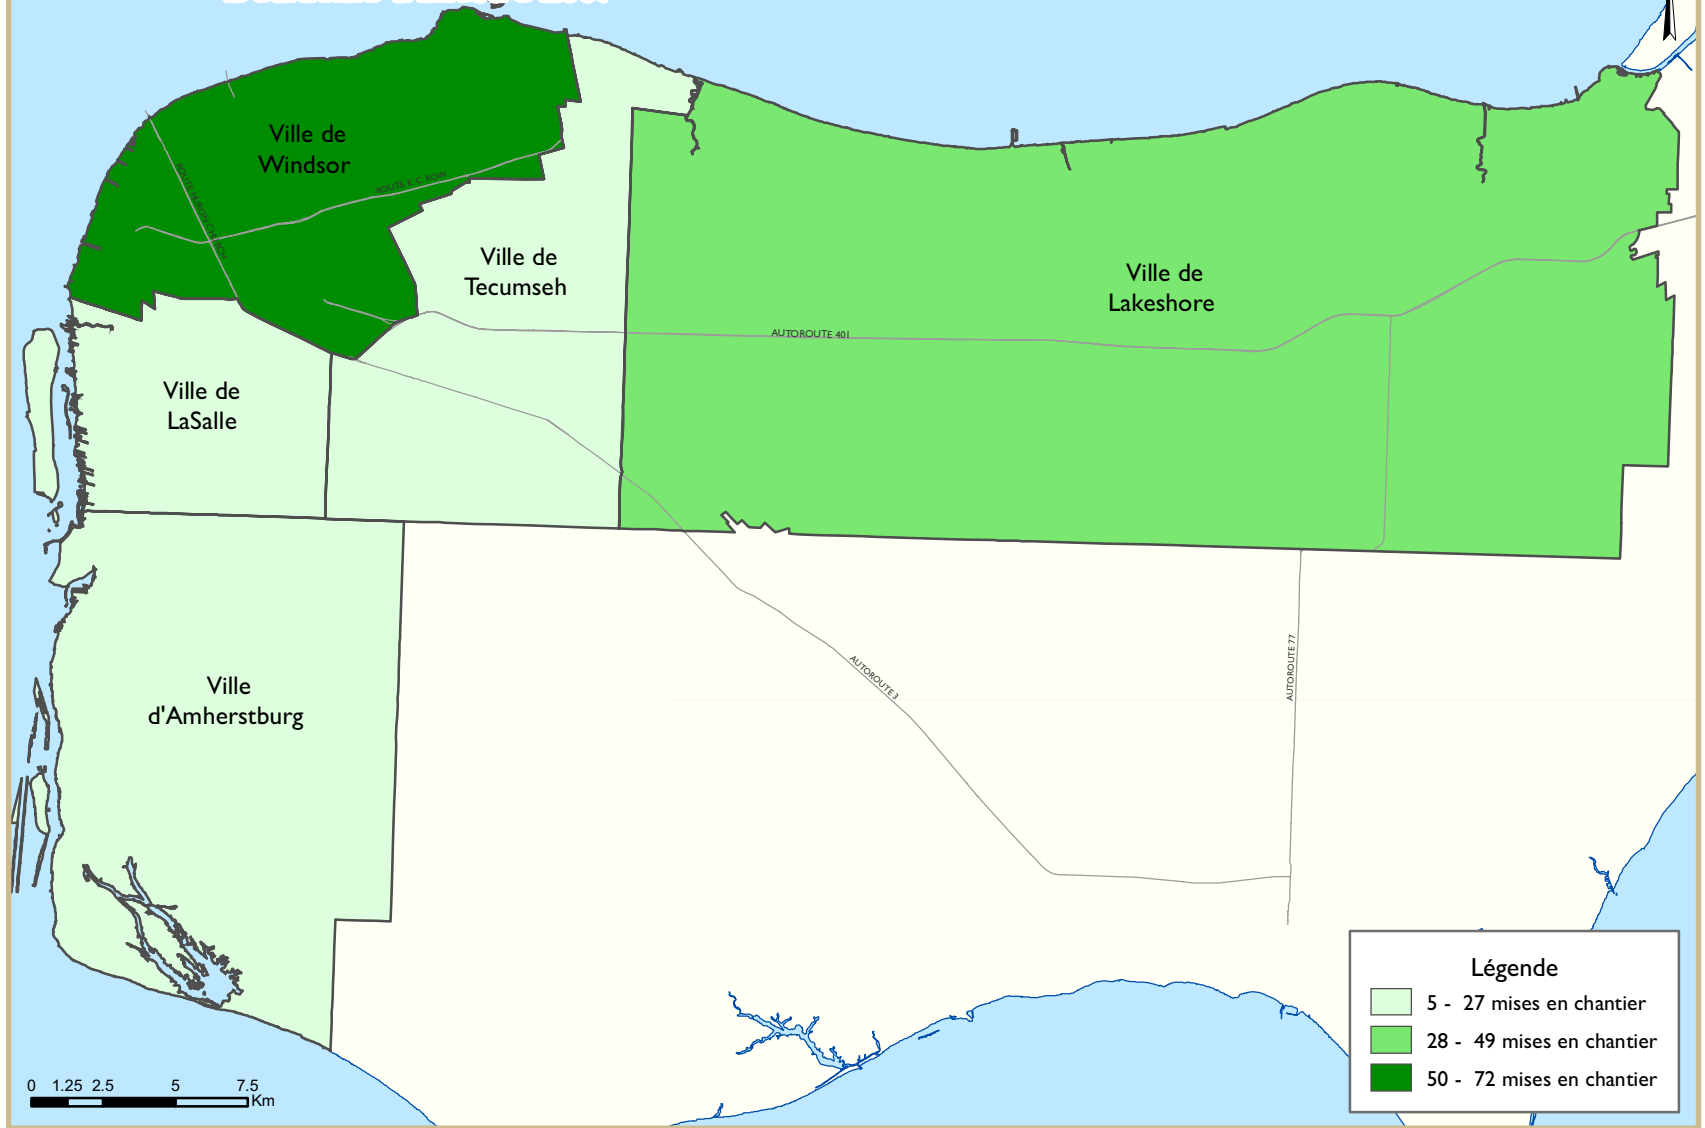 Ville de
Windsor
ROUTE E. C. ROW
Ville de
Tecumseh
Ville de
Lakeshore
AUTOROUTE 401
Ville de
LaSalle
AUTOROUTE 77
AUTOROUTE 3
Ville
d'Amherstburg
Légende
5 - 27 mises en chantier
28 - 49 mises en chantier
50 - 72 mises en chantier
0 1.25 2.5 5 7.5
Km